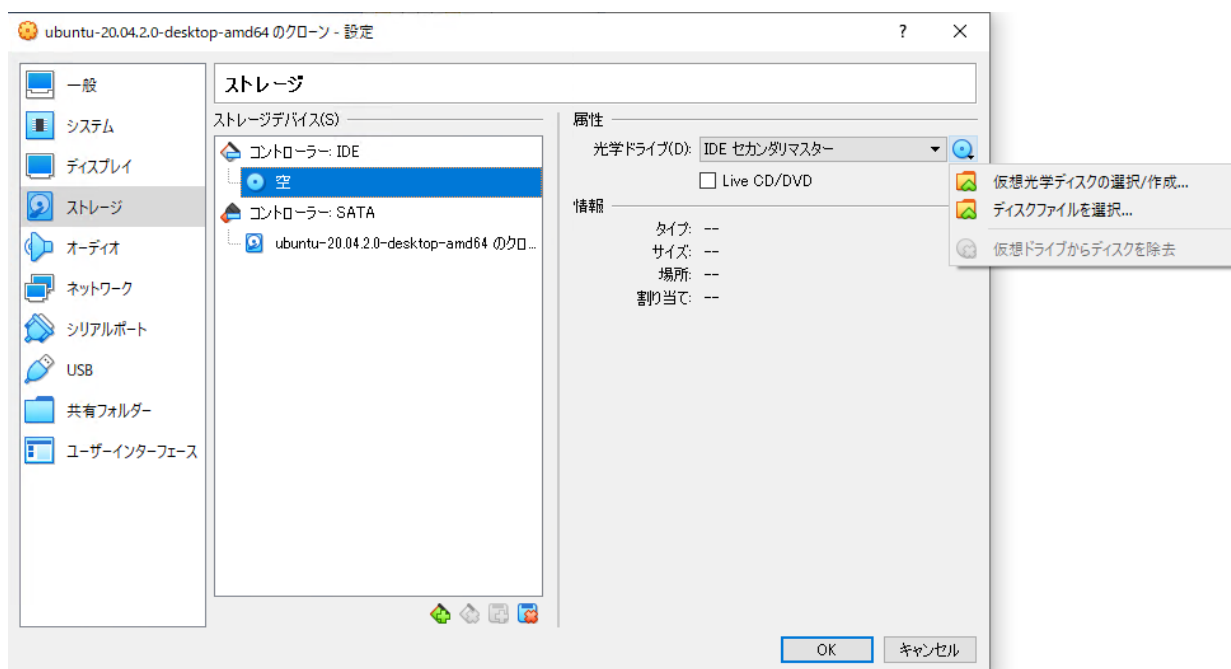 ubuntu-20.04.2.0-desktop-amd64 のクローン - 設定
?
一般
システム
ディスプレイ
ストレージ
オーディオ
ネットワーク
シリアルポート
USB
共有フォルダー
ユーザーインターフェース
ストレージ
ストレージデバイス(S)
コントローラー: IDE
空
コントローラー: SATA
ubuntu-20.04.2.0-desktop-amd64 のクロ...
属性
光学ドライブ(D): IDE セカンダリマスター
Live CD/DVD
情報
タイプ: --
サイズ: --
場所: --
割り当て: --
仮想光学ディスクの選択/作成...
ディスクファイルを選択...
仮想ドライブからディスクを除去
OK
キャンセル